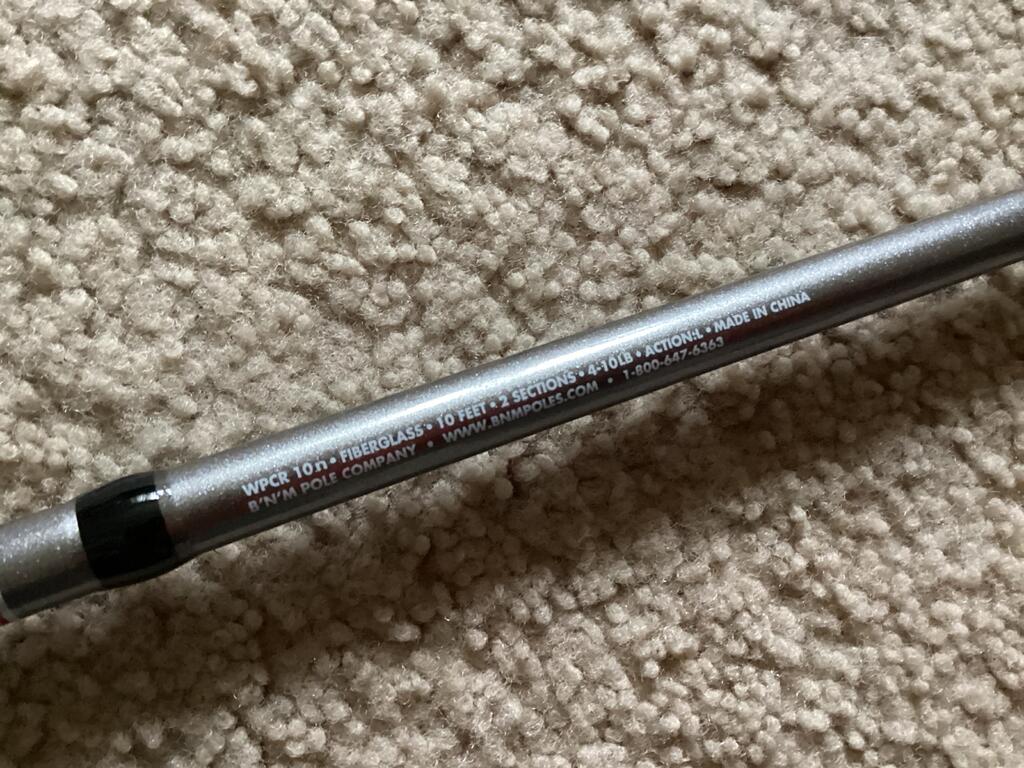 WPCR 10n • FIBERGLASS • 10 FEET • 2 SECTIONS • 4-10LB • ACTION:L • MADE IN CHINA
B'N'M POLE COMPANY • WWW.BNMPOLES.COM • 1-800-647-6363